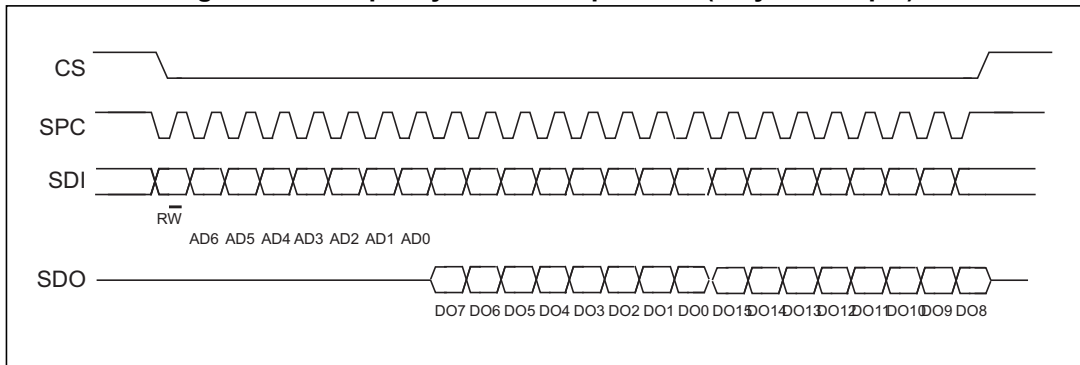 CS
SPC
SDI
RW
AD6 AD5 AD4 AD3 AD2 AD1 AD0
SDO
DO7 DO6 DO5 DO4 DO3 DO2 DO1 DO0 DO15 DO14 DO13 DO12 DO11 DO10 DO9 DO8